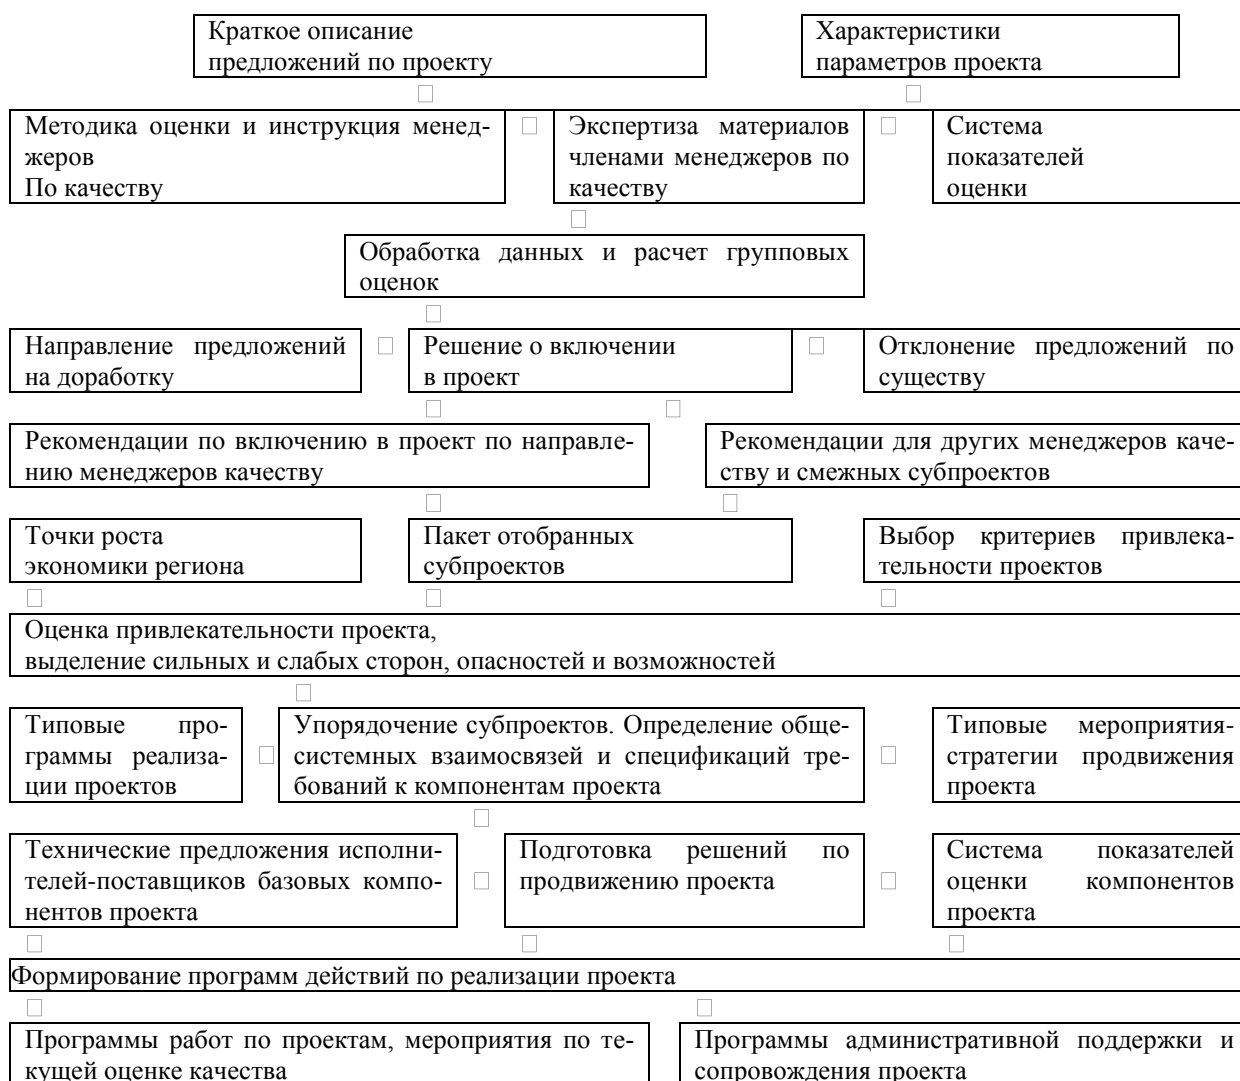 Краткое описание
предложений по проекту
Характеристики
параметров проекта
Методика оценки и инструкция менед-
жеров
По качеству
Экспертиза материалов
членами менеджеров по
качеству
Система
показателей
оценки
Обработка данных и расчет групповых
оценок
Направление предложений
на доработку
Решение о включении
в проект
Отклонение предложений по
существу
Рекомендации по включению в проект по направле-
нию менеджеров качеству
Рекомендации для других менеджеров каче-
ству и смежных субпроектов
Точки роста
экономики региона
Пакет отобранных
субпроектов
Выбор критериев привлека-
тельности проектов
Оценка привлекательности проекта,
выделение сильных и слабых сторон, опасностей и возможностей
Типовые про-
граммы реализа-
ции проектов
Упорядочение субпроектов. Определение обще-
системных взаимосвязей и спецификаций тре-
бований к компонентам проекта
Типовые мероприятия-
стратегии продвижения
проекта
Технические предложения исполни-
телей-поставщиков базовых компо-
нентов проекта
Подготовка решений по
продвижению проекта
Система показателей
оценки компонентов
проекта
Формирование программ действий по реализации проекта
Программы работ по проектам, мероприятия по те-
кущей оценке качества
Программы административной поддержки и
сопровождения проекта